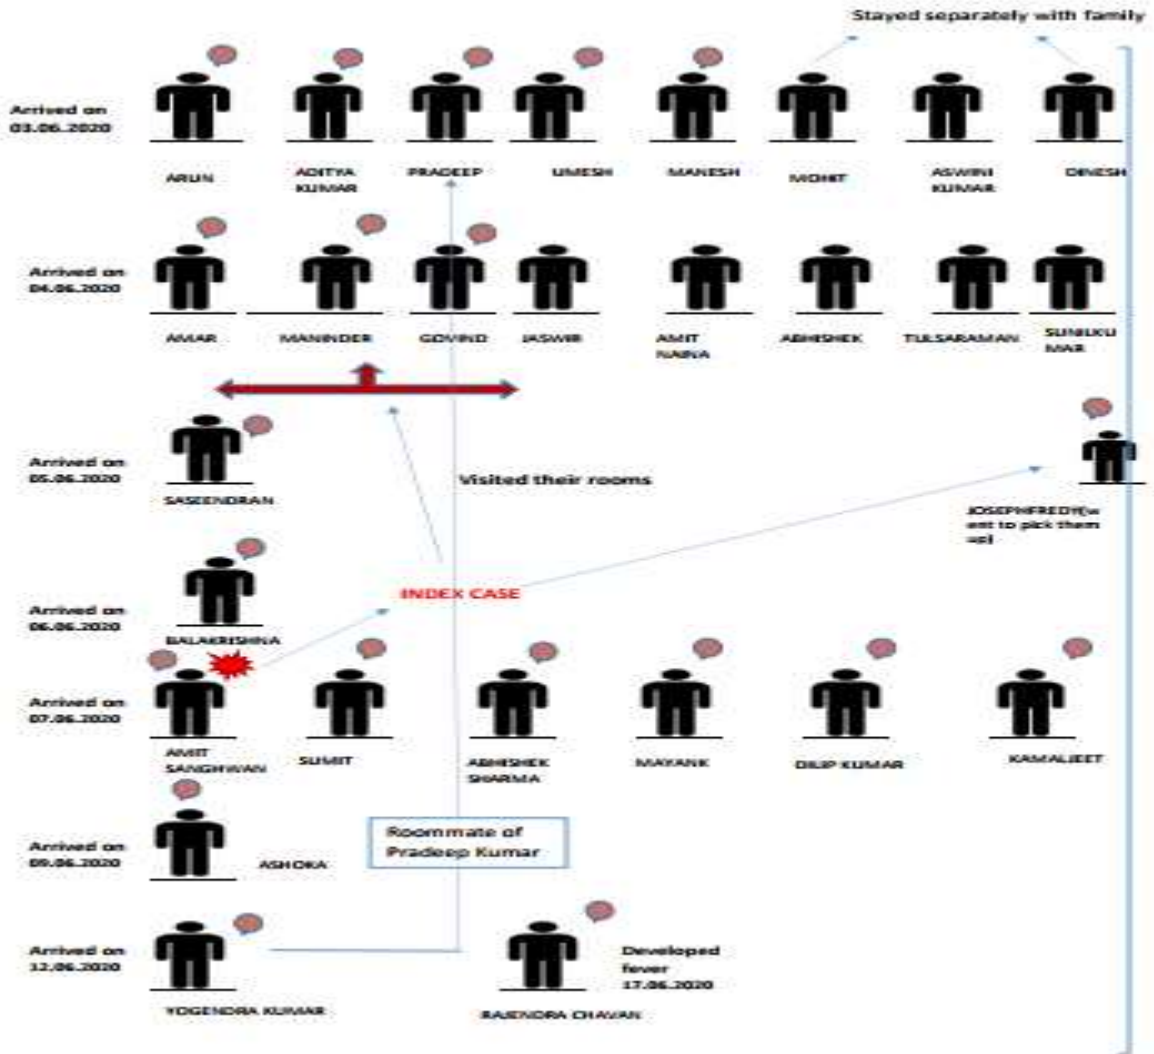 Stayed separately with family
Arrived on
03.06.2020
ARUN
ADITYA
KUMAR
PRADEEP
UMESH
MANESH
MOHIT
ASWINI
KUMAR
DINESH
Arrived on
04.06.2020
AMAR
MANINDER
GOVIND
JASWIR
AMIT
NAINA
ABHISHEK
TULSARAMAN
SUNILKU
MAR
Arrived on
05.06.2020
SASEENDRAN
Visited their rooms
JOSEPHFREDY(w
ent to pick them
up)
Arrived on
06.06.2020
INDEX CASE
BALAKRISHNA
Arrived on
07.06.2020
AMIT
SANGHWAN
SUMIT
ABHISHEK
SHARMA
MAYANK
DILIP KUMAR
KAMALJEET
Arrived on
09.06.2020
ASHOKA
Roommate of
Pradeep Kumar
Arrived on
12.06.2020
YOGENDRA KUMAR
RAJENDRA CHAVAN
Developed
fever
17.06.2020